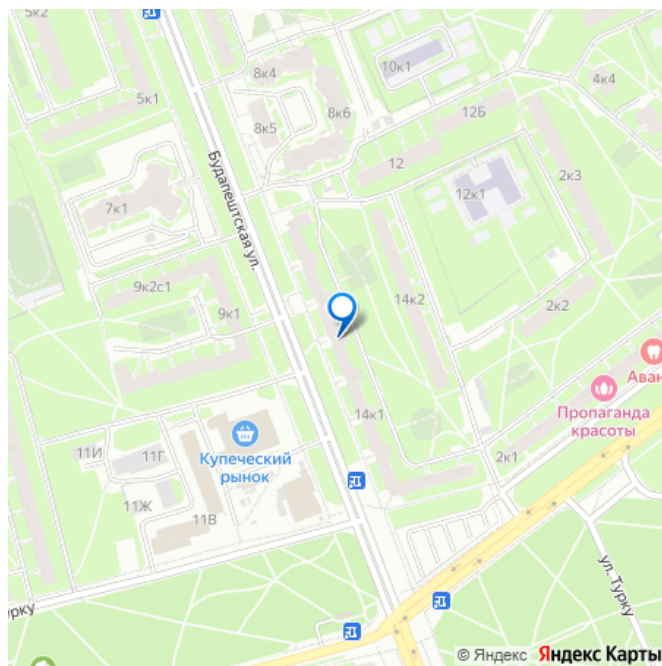 5к2
8к4
10к1
4к4
5к1
8к5
8к6
12Б
12
2к3
Будапештская ул.
7к1
12к1
9к2с1
14к2
2к2
9к1
Аван
Пропаганда
красоты
14к1
11И
11Г
Купеческий
рынок
2к1
11Ж
11В
ул. Турку
урку
© Яндекс Яндекс Карты